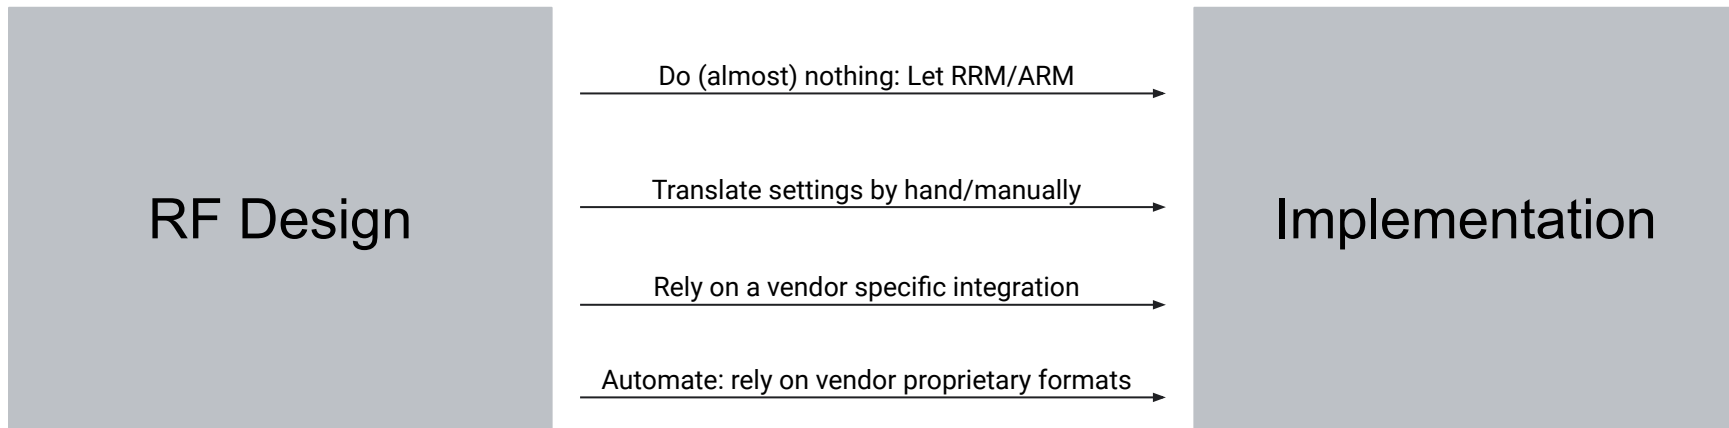 RF Design
Do (almost) nothing: Let RRM/ARM
Translate settings by hand/manually
Rely on a vendor specific integration
Automate: rely on vendor proprietary formats
Implementation